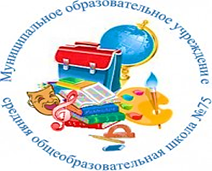 Муниципальное образовательное учреждение
средняя общеобразовательная школа №75